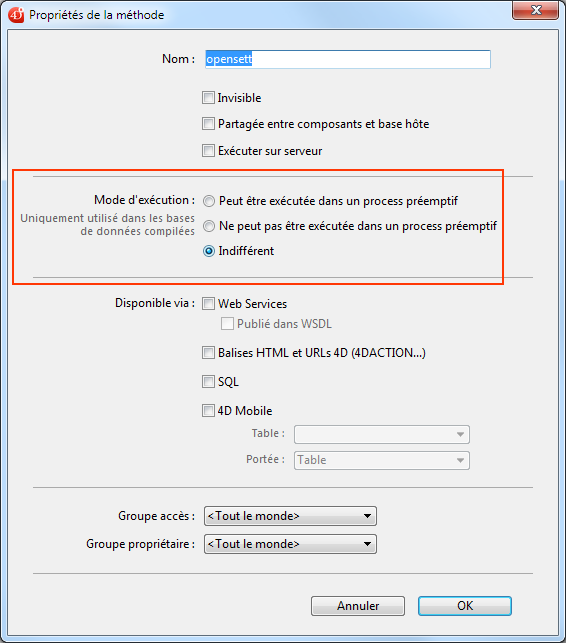 4D Propriétés de la méthode
Nom : opensett
Invisible
Partagée entre composants et base hôte
Exécuter sur serveur
Mode d'exécution : Peut être exécutée dans un process préemptif
Uniquement utilisé dans les bases de données compilées
Ne peut pas être exécutée dans un process préemptif
Indifférent
Disponible via : Web Services
Publié dans WSDL
Balises HTML et URLs 4D (4DACTION...)
SQL
4D Mobile
Table :
Portée : Table
Groupe accès : <Tout le monde>
Groupe propriétaire : <Tout le monde>
Annuler OK